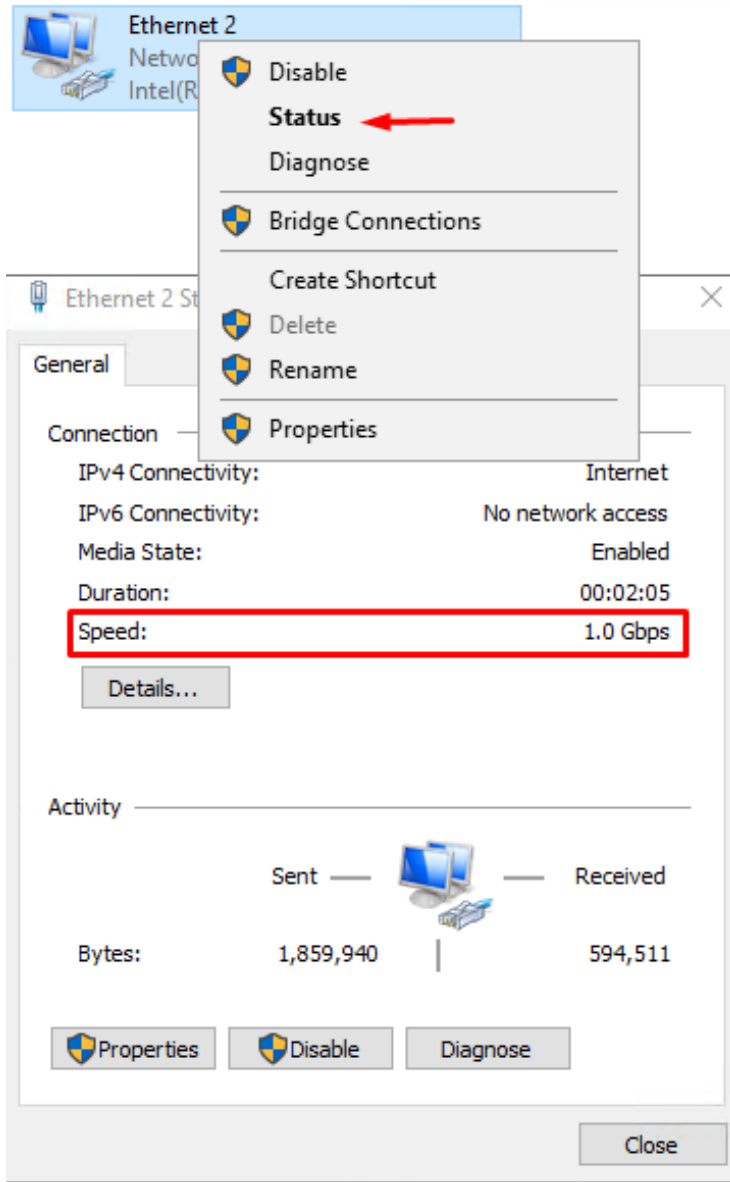 Ethernet 2
Netwo
Intel(R
Disable
Status
Diagnose
Bridge Connections
Create Shortcut
Delete
Rename
Properties
Ethernet 2 St
General
Connection
IPv4 Connectivity: Internet
IPv6 Connectivity: No network access
Media State: Enabled
Duration: 00:02:05
Speed: 1.0 Gbps
Details...
Activity
Sent Received
Bytes: 1,859,940 594,511
Properties Disable Diagnose
Close